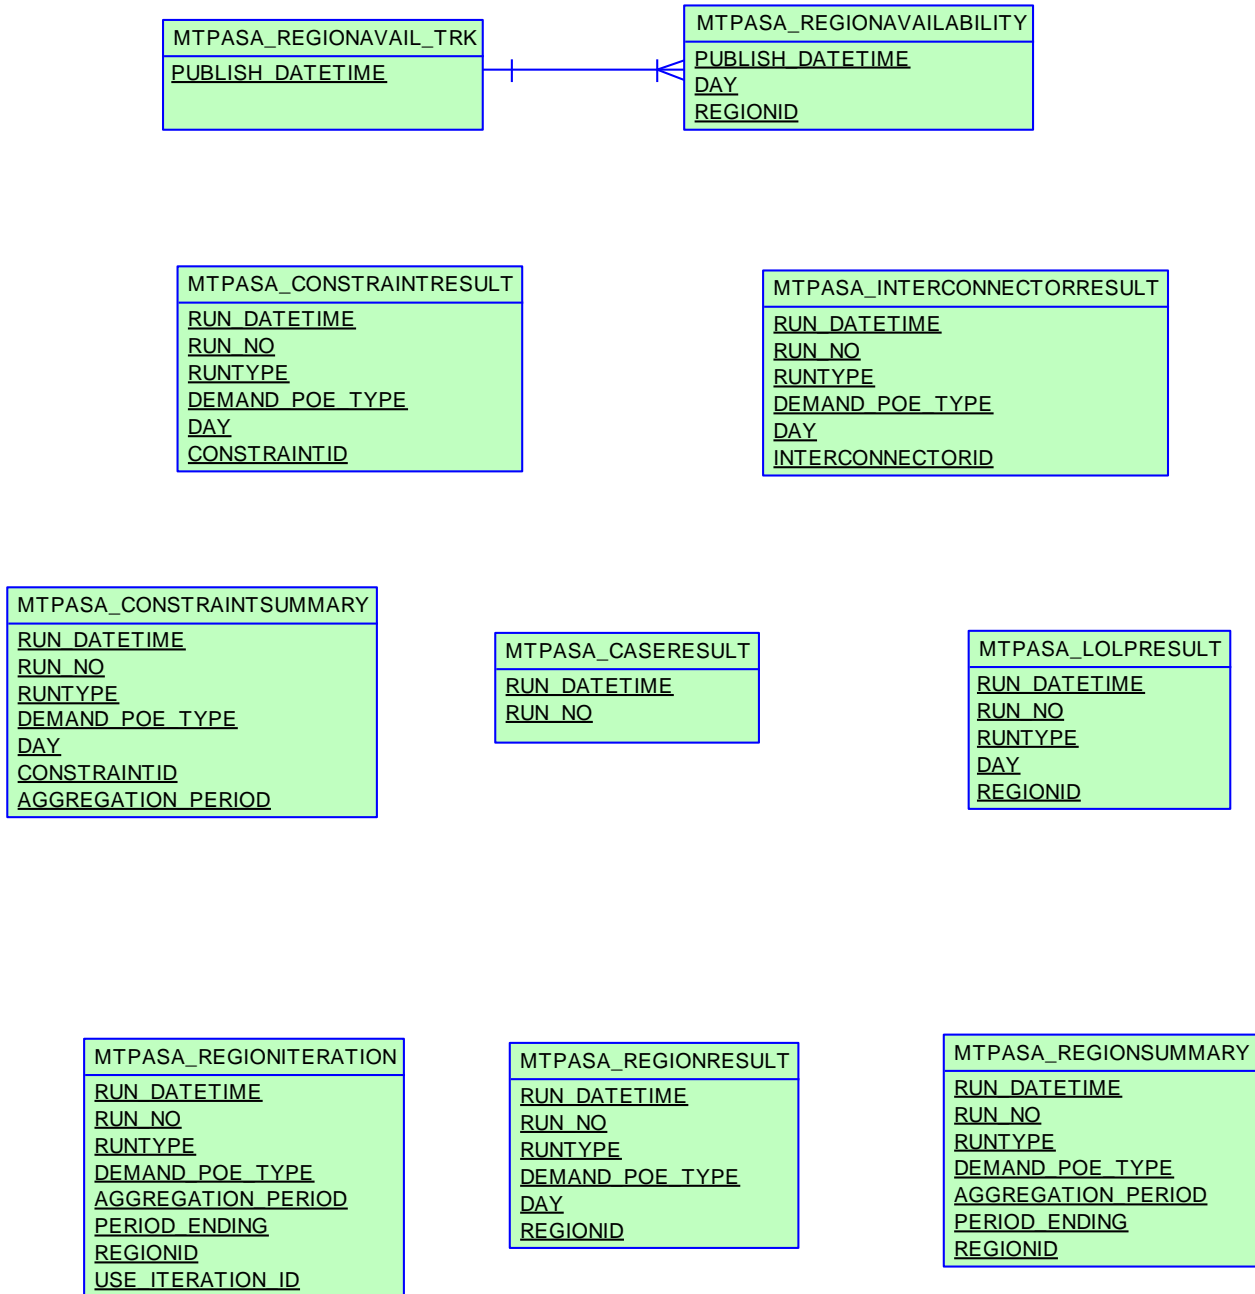 MTPASA_REGIONAVAIL_TRK
PUBLISH_DATETIME
MTPASA_REGIONAVAILABILITY
PUBLISH_DATETIME
DAY
REGIONID
MTPASA_CONSTRAINTRESULT
RUN_DATETIME
RUN_NO
RUNTYPE
DEMAND_POE_TYPE
DAY
CONSTRAINTID
MTPASA_INTERCONNECTORRESULT
RUN_DATETIME
RUN_NO
RUNTYPE
DEMAND_POE_TYPE
DAY
INTERCONNECTORID
MTPASA_CONSTRAINTSUMMARY
RUN_DATETIME
RUN_NO
RUNTYPE
DEMAND_POE_TYPE
DAY
CONSTRAINTID
AGGREGATION_PERIOD
MTPASA_CASERESULT
RUN_DATETIME
RUN_NO
MTPASA_LOLPRESULT
RUN_DATETIME
RUN_NO
RUNTYPE
DAY
REGIONID
MTPASA_REGIONITERATION
RUN_DATETIME
RUN_NO
RUNTYPE
DEMAND_POE_TYPE
AGGREGATION_PERIOD
PERIOD_ENDING
REGIONID
USE_ITERATION_ID
MTPASA_REGIONRESULT
RUN_DATETIME
RUN_NO
RUNTYPE
DEMAND_POE_TYPE
DAY
REGIONID
MTPASA_REGIONSUMMARY
RUN_DATETIME
RUN_NO
RUNTYPE
DEMAND_POE_TYPE
AGGREGATION_PERIOD
PERIOD_ENDING
REGIONID